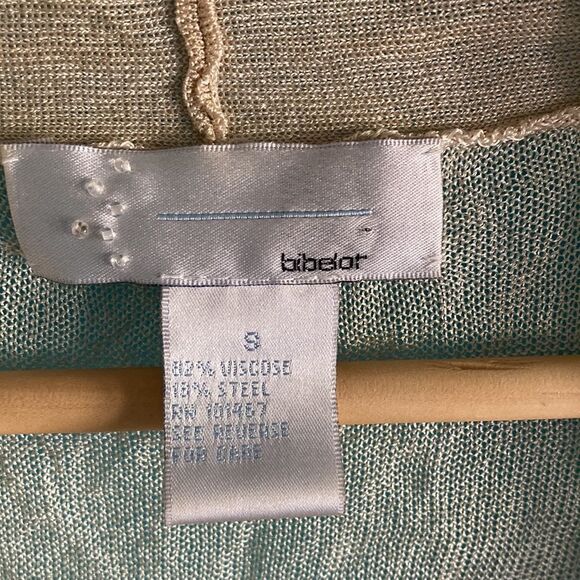 bibelot
S
82% VISCOSE
18% STEEL
RN 101467
SEE REVERSE
FOR CARE